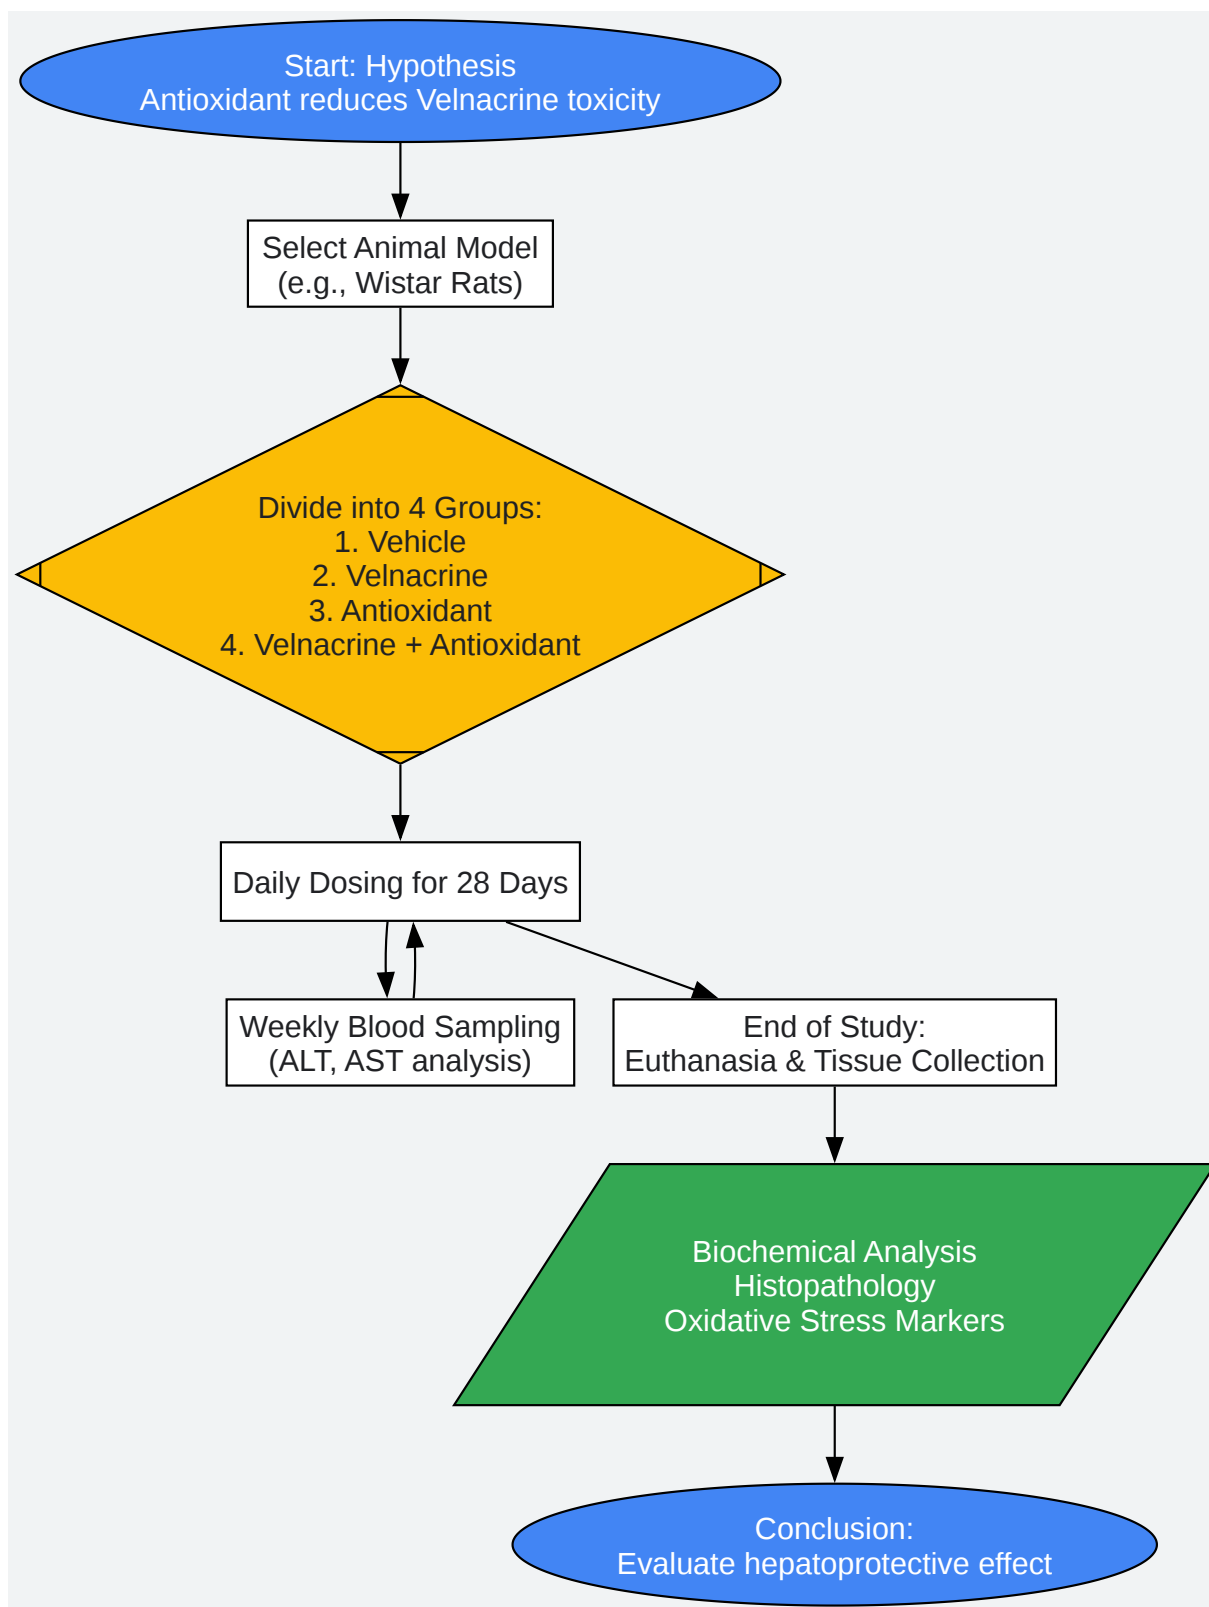 Start: Hypothesis
Antioxidant reduces Velnacrine toxicity
Select Animal Model
(e.g., Wistar Rats)
Divide into 4 Groups:
1. Vehicle
2. Velnacrine
3. Antioxidant
4. Velnacrine + Antioxidant
Daily Dosing for 28 Days
Weekly Blood Sampling
(ALT, AST analysis)
End of Study:
Euthanasia & Tissue Collection
Biochemical Analysis
Histopathology
Oxidative Stress Markers
Conclusion:
Evaluate hepatoprotective effect